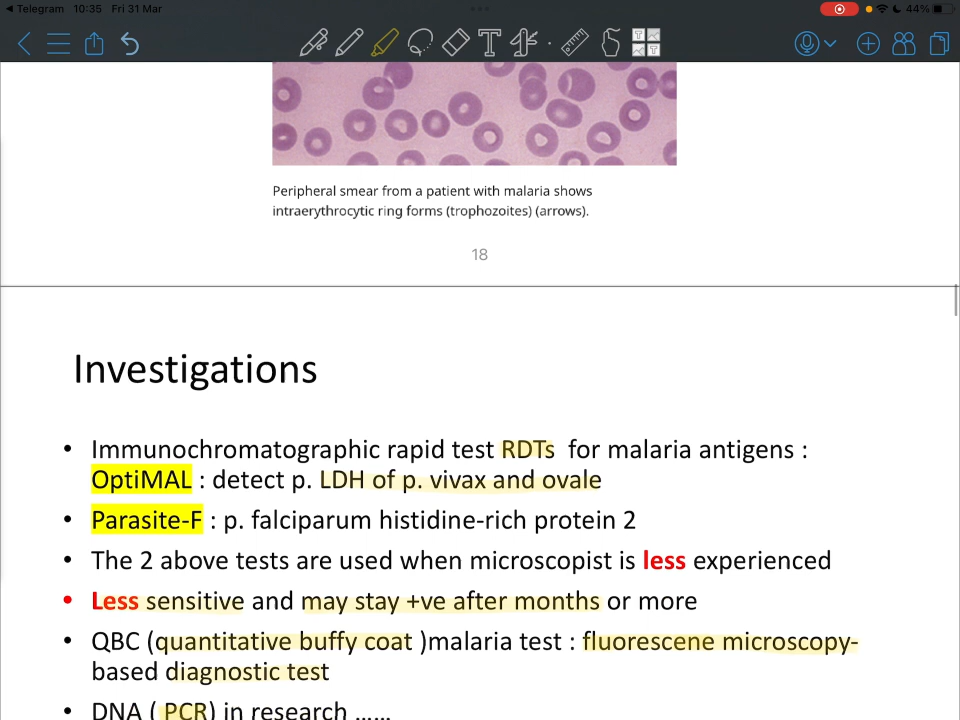 Telegram 10:35 Fri 31 Mar
44%
Peripheral smear from a patient with malaria shows
intraerythrocytic ring forms (trophozoites) (arrows).
18
Investigations
• Immunochromatographic rapid test RDTs for malaria antigens :
OptiMAL : detect p. LDH of p. vivax and ovale
• Parasite-F : p. falciparum histidine-rich protein 2
• The 2 above tests are used when microscopist is less experienced
• Less sensitive and may stay +ve after months or more
• QBC (quantitative buffy coat )malaria test : fluorescene microscopy-
based diagnostic test
• DNA ( PCR) in research ......